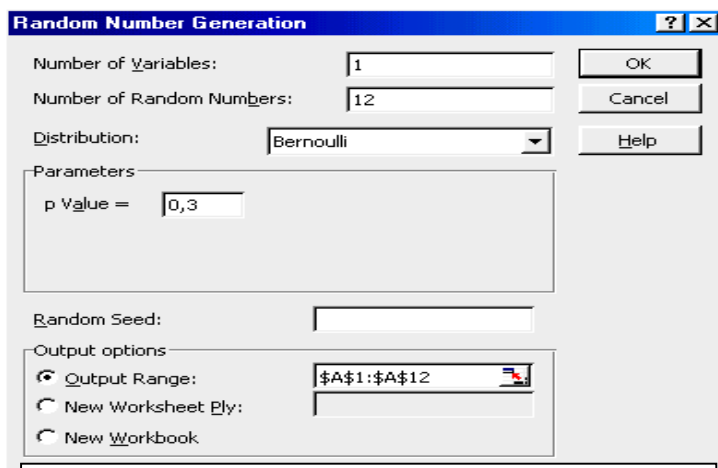 Random Number Generation
Number of Variables: 1 OK
Number of Random Numbers: 12 Cancel
Distribution: Bernoulli Help
Parameters
p Value = 0,3
Random Seed:
Output options
Output Range: $A$1:$A$12
New Worksheet Ply:
New Workbook